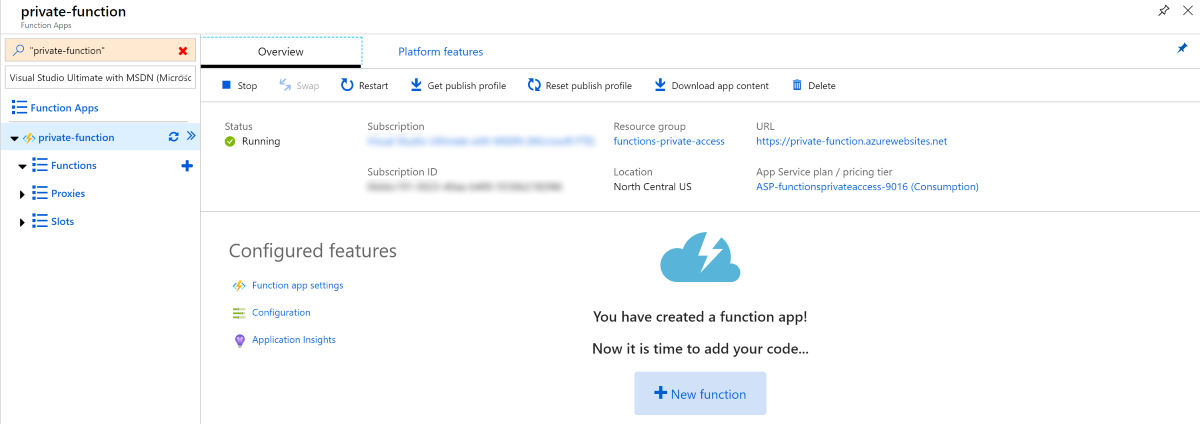 private-function
Function Apps
"private-function"
Visual Studio Ultimate with MSDN (Microsc
Function Apps
private-function
Functions
Proxies
Slots
Overview
Platform features
Stop
Swap
Restart
Get publish profile
Reset publish profile
Download app content
Delete
Status
Running
Subscription
Subscription ID
Resource group
functions-private-access
Location
North Central US
URL
https://private-function.azurewebsites.net
App Service plan / pricing tier
ASP-functionsprivateaccess-9016 (Consumption)
Configured features
Function app settings
Configuration
Application Insights
You have created a function app!
Now it is time to add your code...
New function